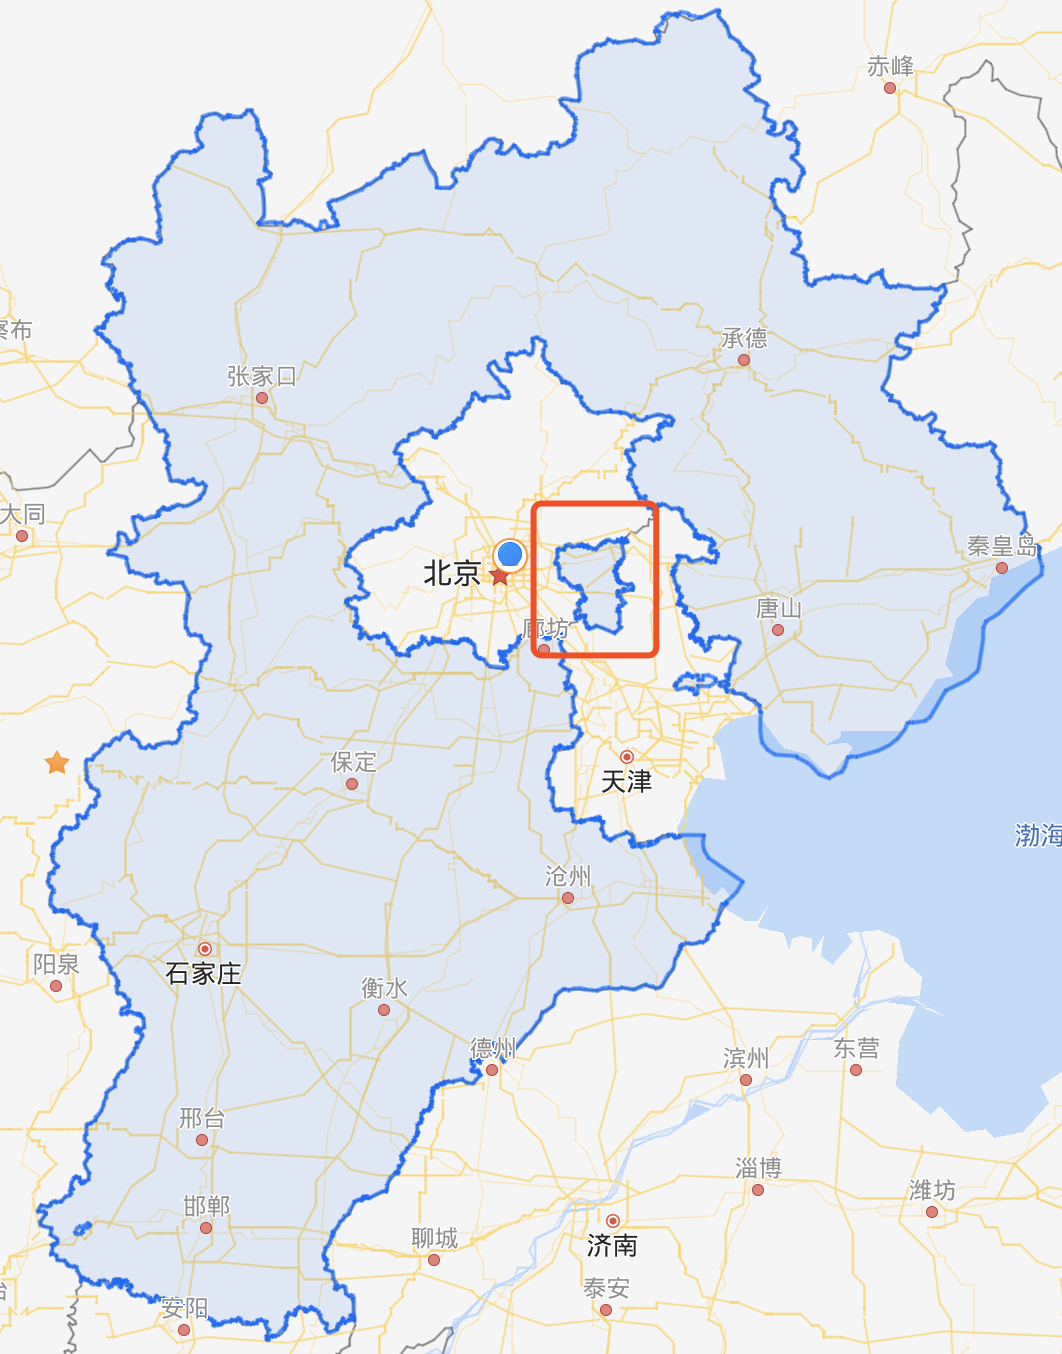 赤峰
察布
承德
张家口
大同
秦皇岛
北京
唐山
廊坊
保定
天津
渤海
沧州
阳泉
石家庄
衡水
德州
滨州
东营
邢台
淄博
潍坊
邯郸
聊城
济南
泰安
安阳